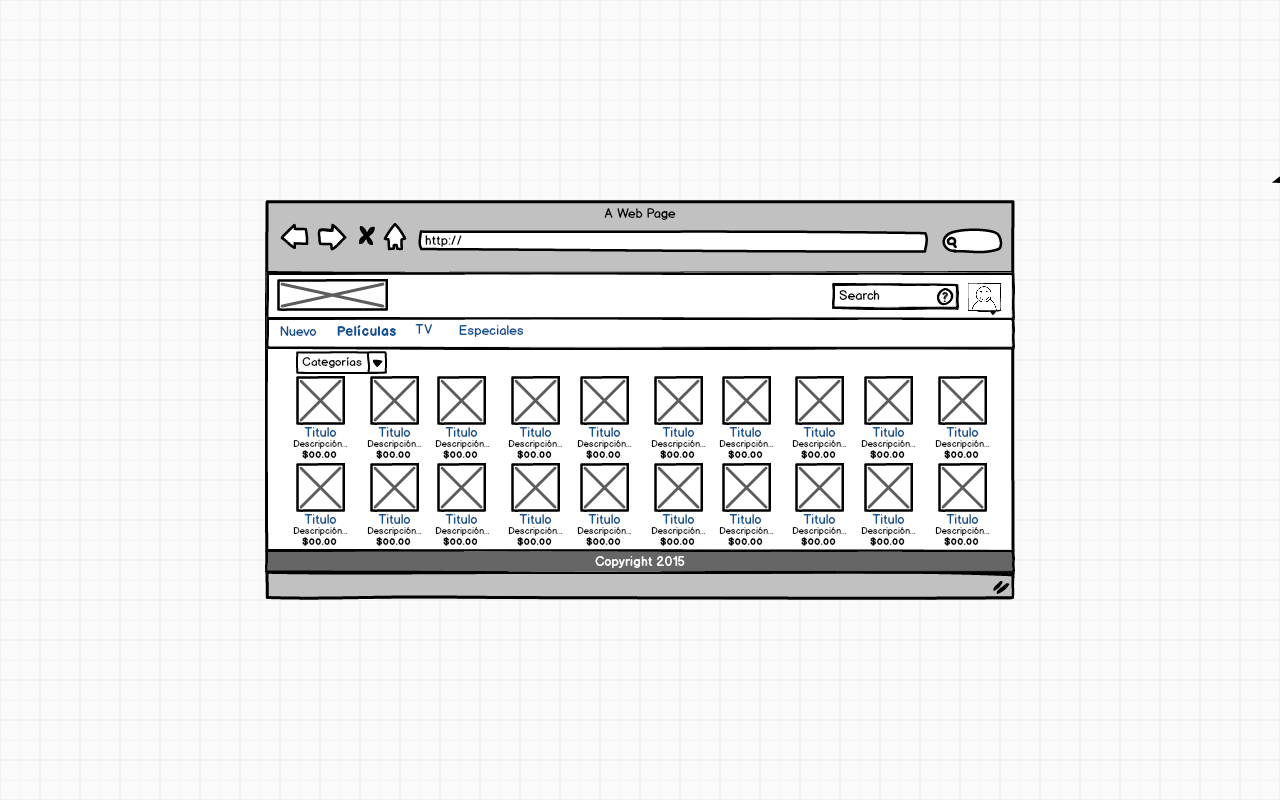 A Web Page
http://
Search
Nuevo Películas TV Especiales
Categorías
Titulo Titulo Titulo Titulo Titulo Titulo Titulo Titulo Titulo Titulo
Descripción... Descripción... Descripción... Descripción... Descripción... Descripción... Descripción... Descripción... Descripción... Descripción...
$00.00 $00.00 $00.00 $00.00 $00.00 $00.00 $00.00 $00.00 $00.00 $00.00
Titulo Titulo Titulo Titulo Titulo Titulo Titulo Titulo Titulo Titulo
Descripción... Descripción... Descripción... Descripción... Descripción... Descripción... Descripción... Descripción... Descripción... Descripción...
$00.00 $00.00 $00.00 $00.00 $00.00 $00.00 $00.00 $00.00 $00.00 $00.00
Copyright 2015